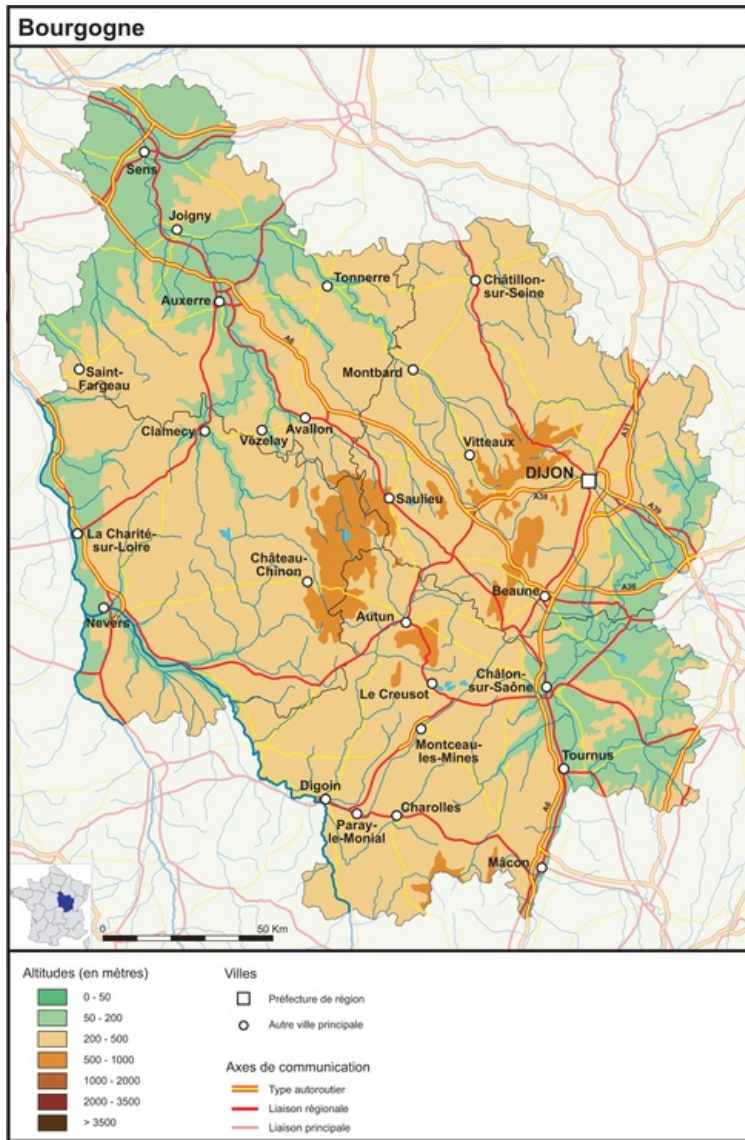 Bourgogne
Sens
Joigny
Tonnerre
Châtillon-
sur-Seine
Auxerre
A6
Saint-
Fargeau
Montbard
A31
Clamecy
Vézelay
Avallon
Vitteaux
DIJON
A38
A39
Saulieu
La Charité-
sur-Loire
Château-
Chinon
Beaune
A36
Nevers
Autun
Le Creusot
Châlon-
sur-Saône
Montceau-
les-Mines
Tournus
Digoin
Paray-
le-Monial
Charolles
A6
Mâcon
0
50 Km
Altitudes (en mètres)
0 - 50
50 - 200
200 - 500
500 - 1000
1000 - 2000
2000 - 3500
> 3500
Villes
Préfecture de région
Autre ville principale
Axes de communication
Type autoroutier
Liaison régionale
Liaison principale